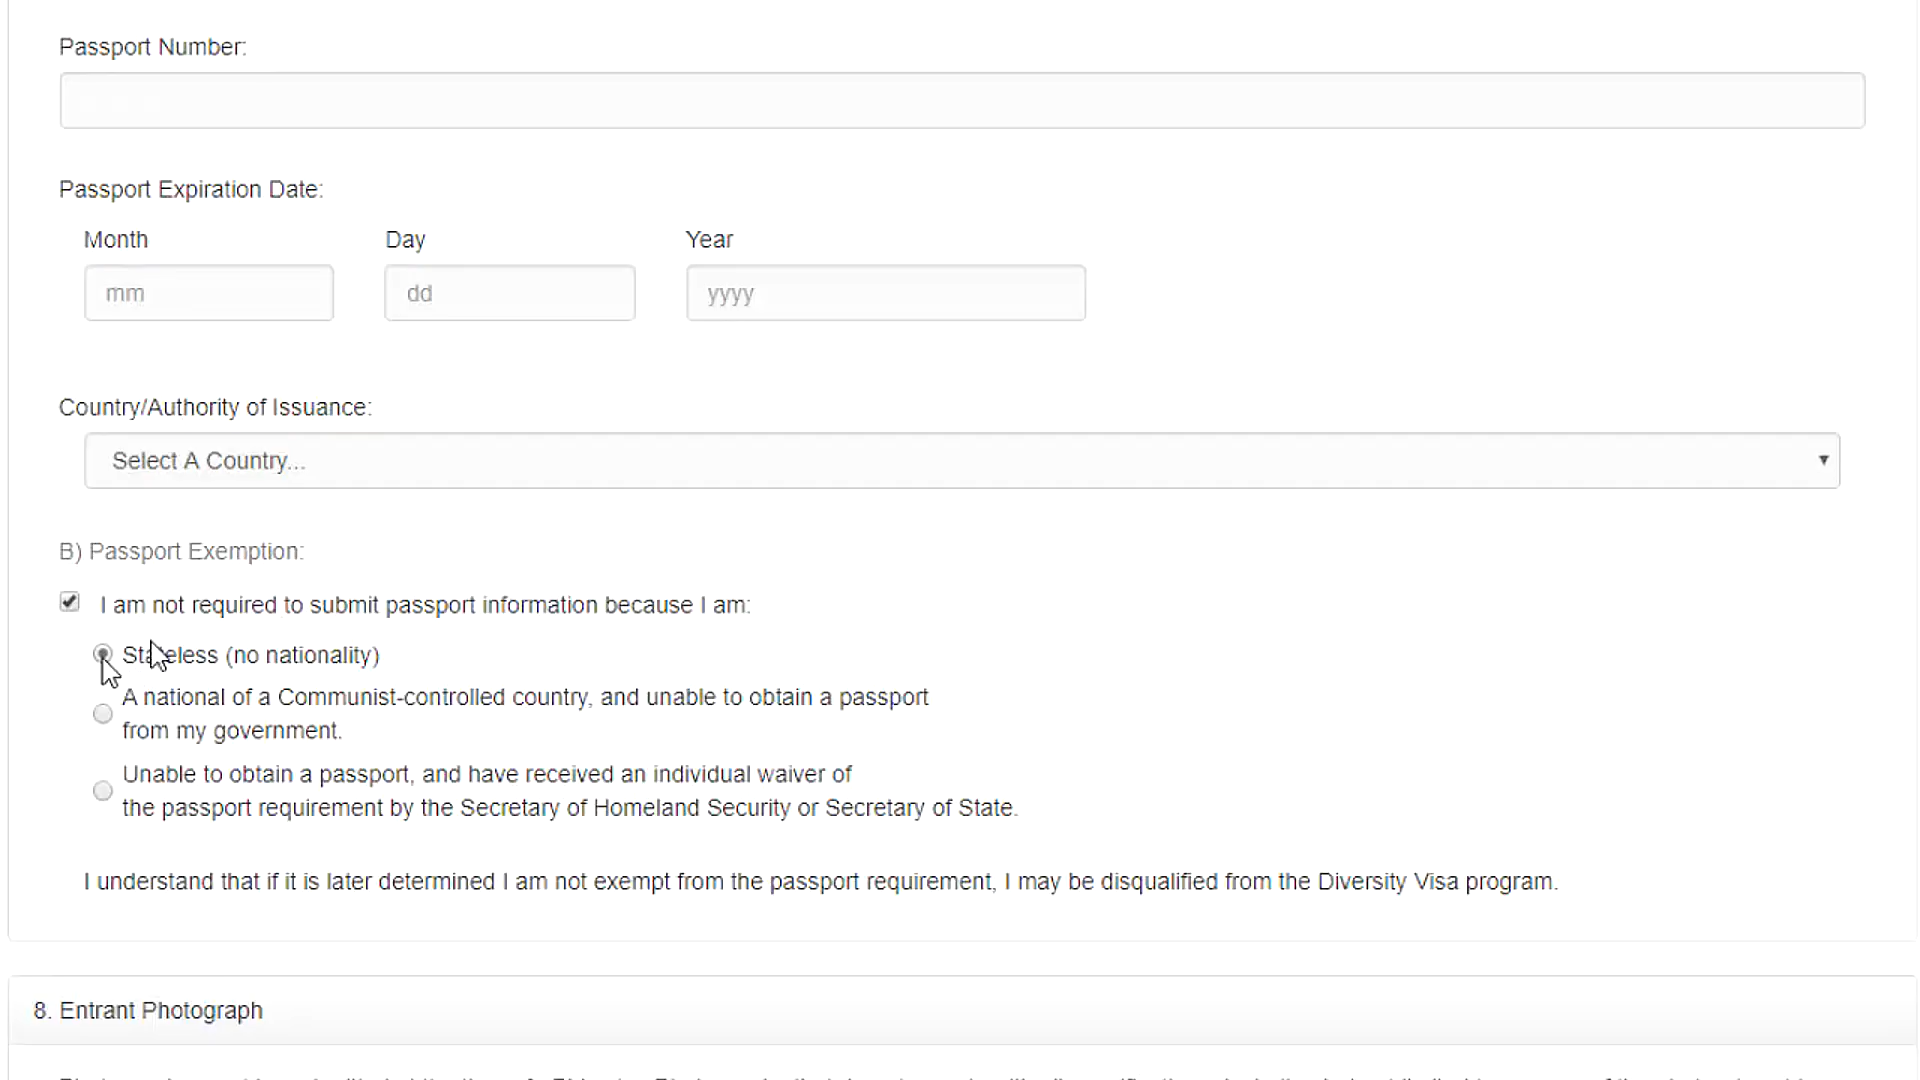 Passport Number:
Passport Expiration Date:
Month Day Year
mm dd yyyy
Country/Authority of Issuance:
Select A Country...
B) Passport Exemption:
I am not required to submit passport information because I am:
Stateless (no nationality)
A national of a Communist-controlled country, and unable to obtain a passport
from my government.
Unable to obtain a passport, and have received an individual waiver of
the passport requirement by the Secretary of Homeland Security or Secretary of State.
I understand that if it is later determined I am not exempt from the passport requirement, I may be disqualified from the Diversity Visa program.
8. Entrant Photograph